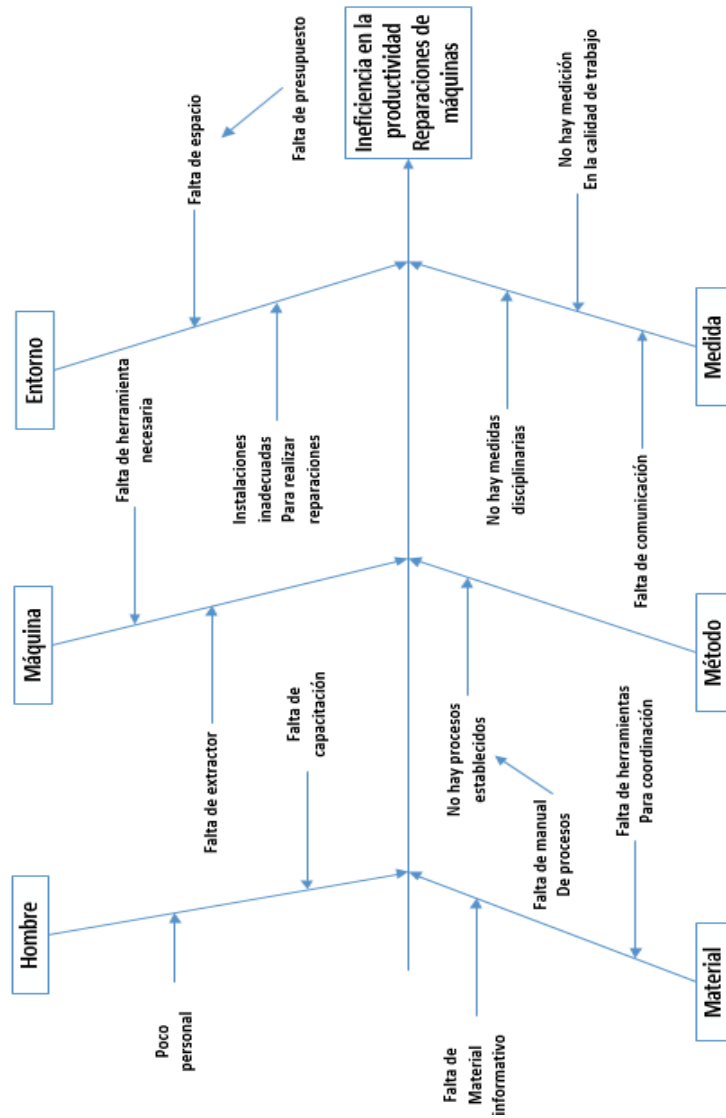 Hombre
Máquina
Entorno
Poco
personal
Falta de
capacitación
Falta de extractor
Falta de herramienta
necesaria
Instalaciones
inadecuadas
Para realizar
reparaciones
Falta de espacio
Falta de presupuesto
Ineficiencia en la
productividad
Reparaciones de
máquinas
Falta de
Material
informativo
Falta de herramientas
Para coordinación
No hay procesos
establecidos
Falta de manual
De procesos
No hay medidas
disciplinarias
Falta de comunicación
No hay medición
En la calidad de trabajo
Material
Método
Medida